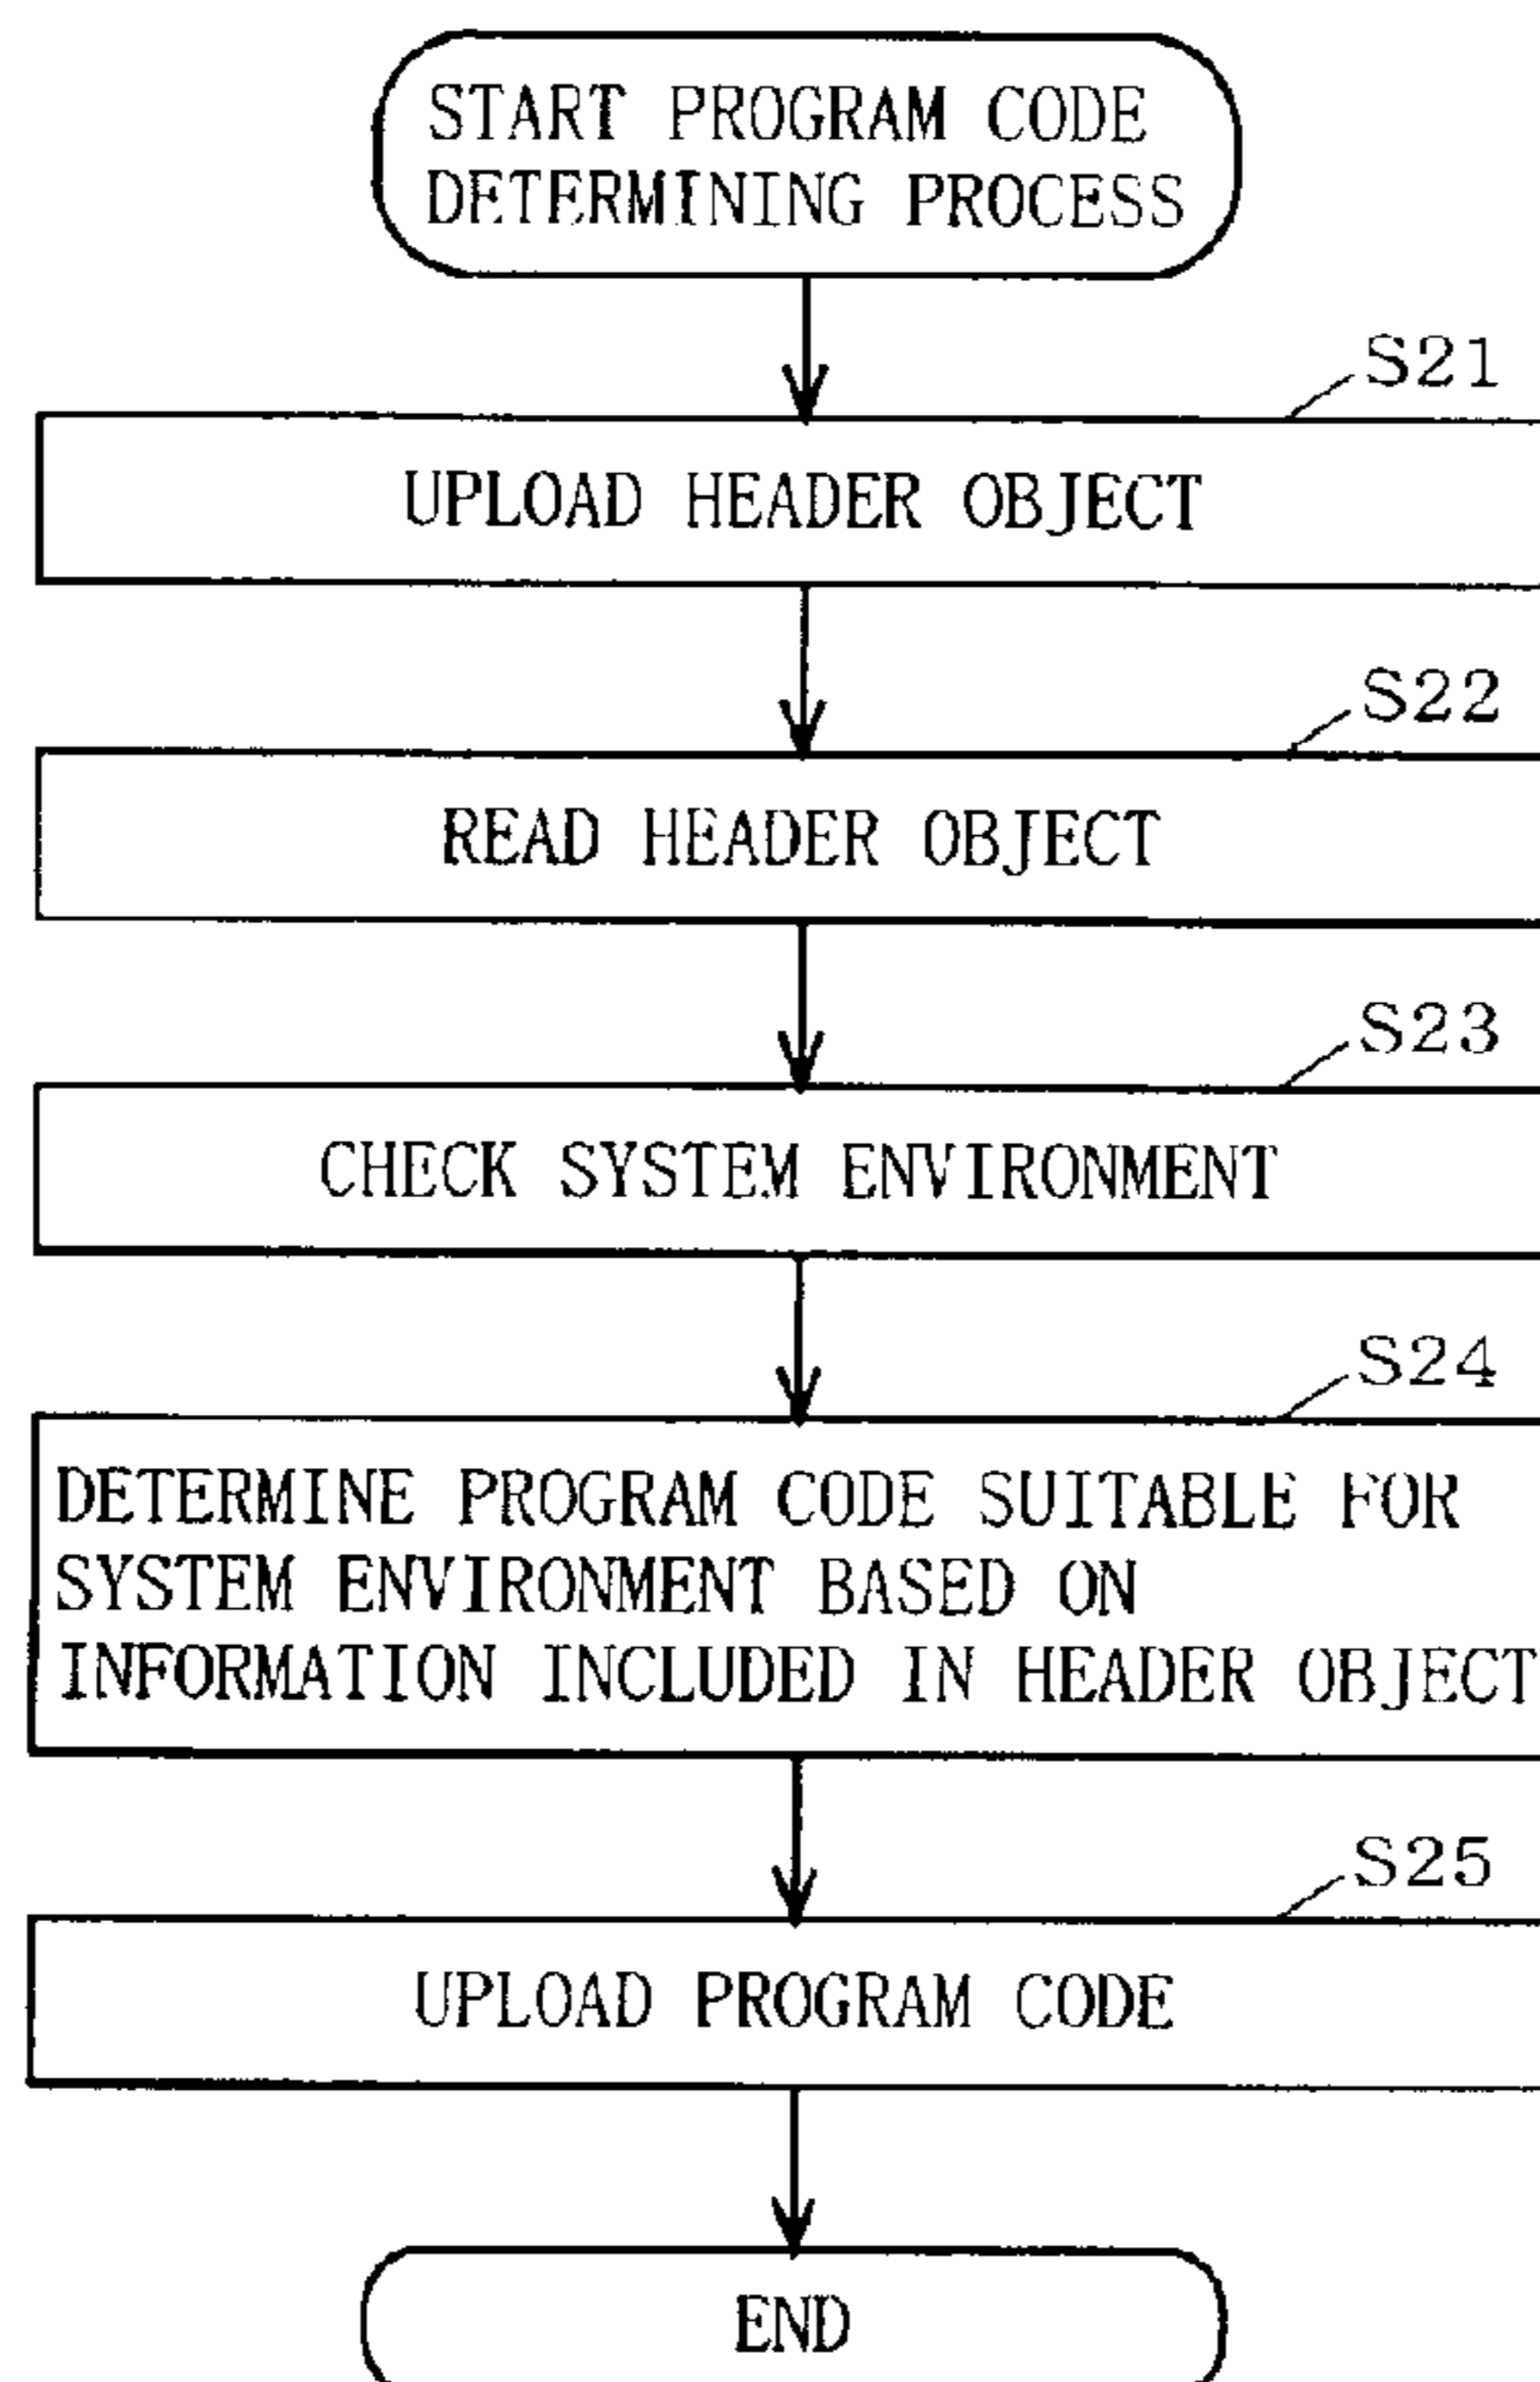 START PROGRAM CODE
DETERMINING PROCESS
S21
UPLOAD HEADER OBJECT
S22
READ HEADER OBJECT
S23
CHECK SYSTEM ENVIRONMENT
S24
DETERMINE PROGRAM CODE SUITABLE FOR
SYSTEM ENVIRONMENT BASED ON
INFORMATION INCLUDED IN HEADER OBJECT
S25
UPLOAD PROGRAM CODE
END